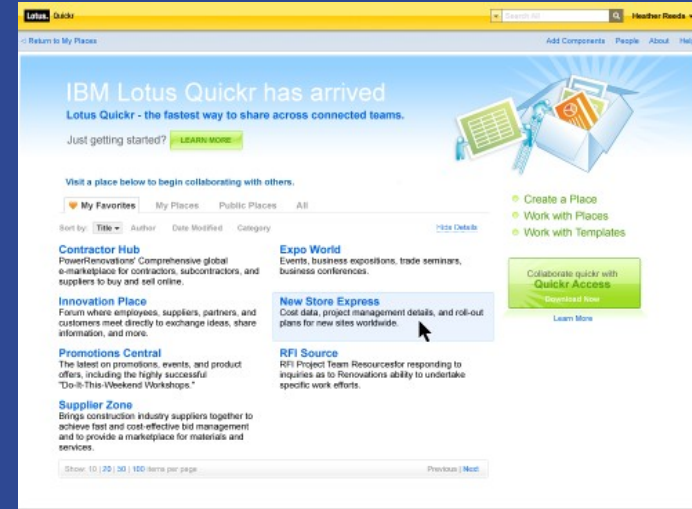 Lotus. Quickr
Search All
Heather Reeds
Return to My Places
Add Components People About Help
IBM Lotus Quickr has arrived
Lotus Quickr - the fastest way to share across connected teams.
Just getting started? LEARN MORE
Visit a place below to begin collaborating with others.
My Favorites My Places Public Places All
Sort by: Title Author Date Modified Category Hide Details
Contractor Hub
PowerRenovations' Comprehensive global
e-marketplace for contractors, subcontractors, and
suppliers to buy and sell online.
Expo World
Events, business expositions, trade seminars,
business conferences.
Innovation Place
Forum where employees, suppliers, partners, and
customers meet directly to exchange ideas, share
information, and more.
New Store Express
Cost data, project management details, and roll-out
plans for new sites worldwide.
Promotions Central
The latest on promotions, events, and product
offers, including the highly successful
"Do-It-This-Weekend Workshops."
RFI Source
RFI Project Team Resourcesfor responding to
inquiries as to Renovations ability to undertake
specific work efforts.
Supplier Zone
Brings construction industry suppliers together to
achieve fast and cost-effective bid management
and to provide a marketplace for materials and
services.
Show: 10 | 20 | 50 | 100 items per page Previous | Next
Create a Place
Work with Places
Work with Templates
Collaborate quickr with
Quickr Access
Download Now
Learn More